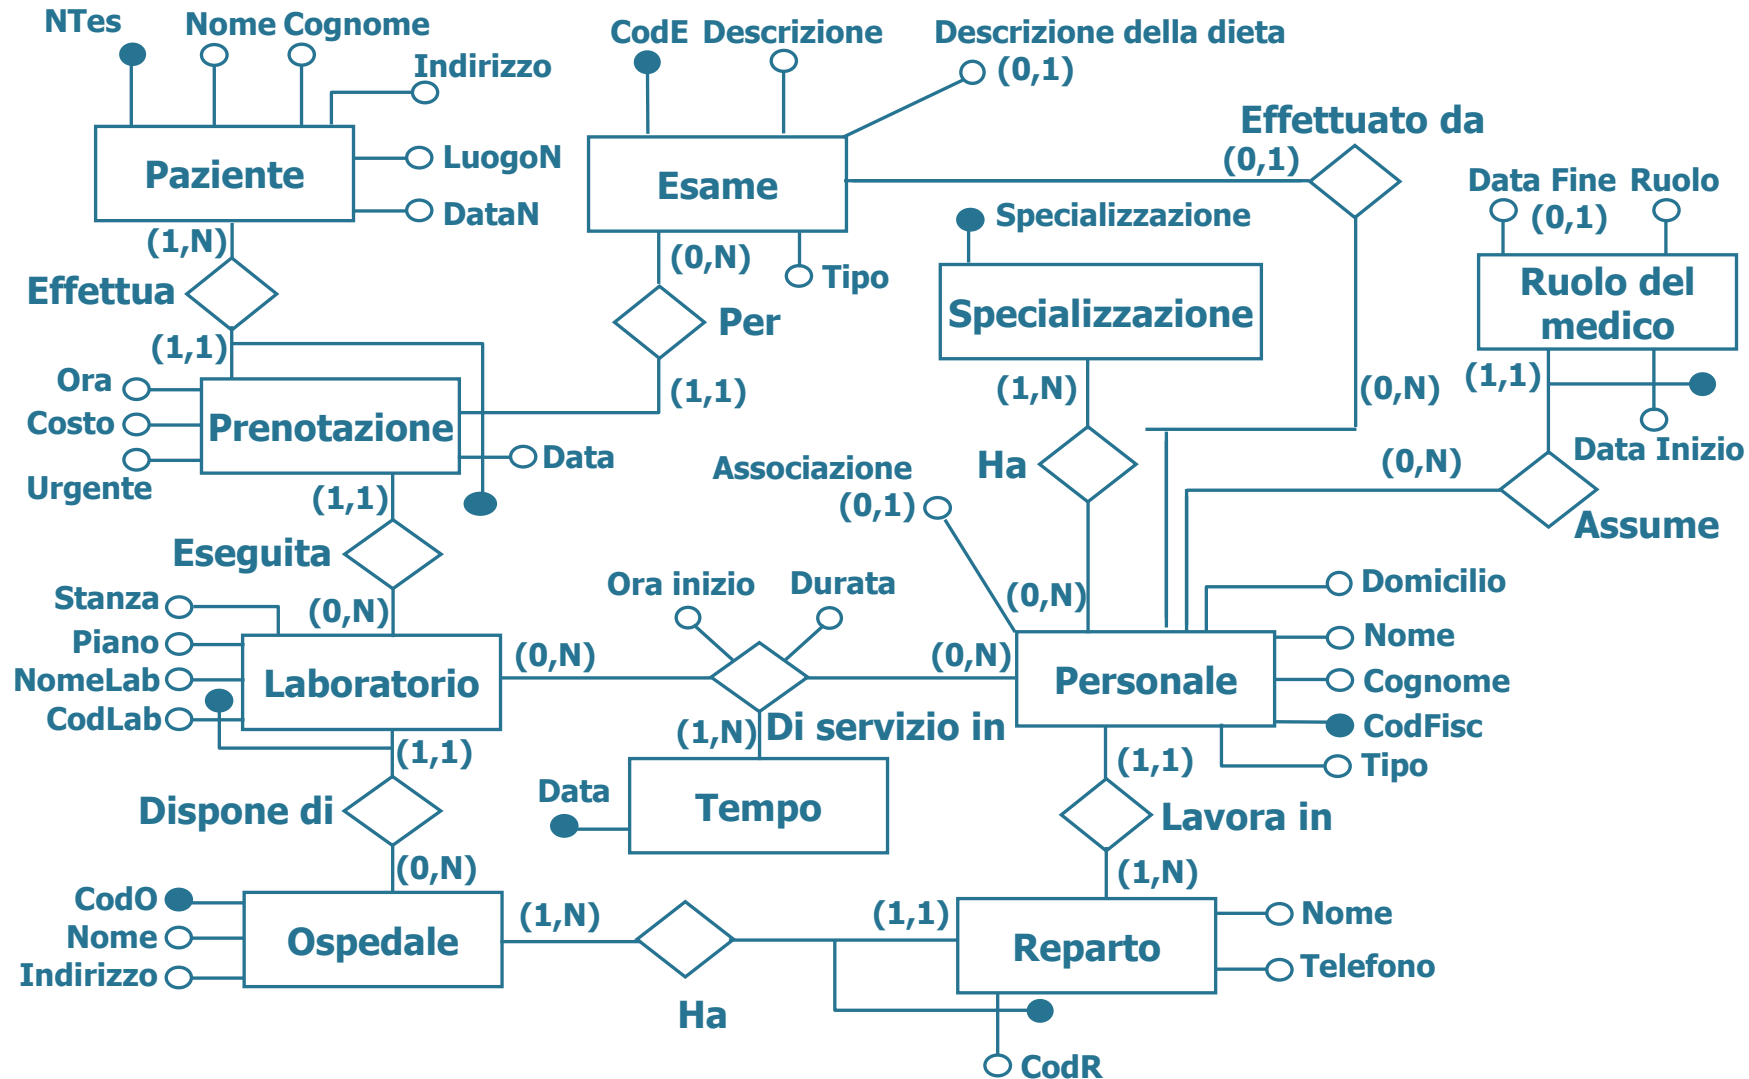 NTes
Nome Cognome
Indirizzo
CodE
Descrizione
Descrizione della dieta
(0,1)
Effettuato da
(0,1)
Paziente
LuogoN
DataN
Esame
Data Fine
(0,1)
Ruolo
Specializzazione
(1,N)
(0,N)
Tipo
Ruolo del
medico
Effettua
Per
Specializzazione
(1,1)
(1,1)
(1,N)
(0,N)
(1,1)
Ora
Costo
Urgente
Prenotazione
Data
Data Inizio
Associazione
(0,1)
Ha
(0,N)
(1,1)
Assume
Eseguita
Stanza
Piano
NomeLab
CodLab
(0,N)
Ora inizio
Durata
(0,N)
Domicilio
Nome
Cognome
CodFisc
Tipo
Laboratorio
(0,N)
(0,N)
Personale
(1,N)
Di servizio in
(1,1)
(1,1)
Data
Tempo
Dispone di
Lavora in
(0,N)
(1,N)
CodO
Nome
Indirizzo
Ospedale
(1,N)
(1,1)
Reparto
Nome
Telefono
Ha
CodR